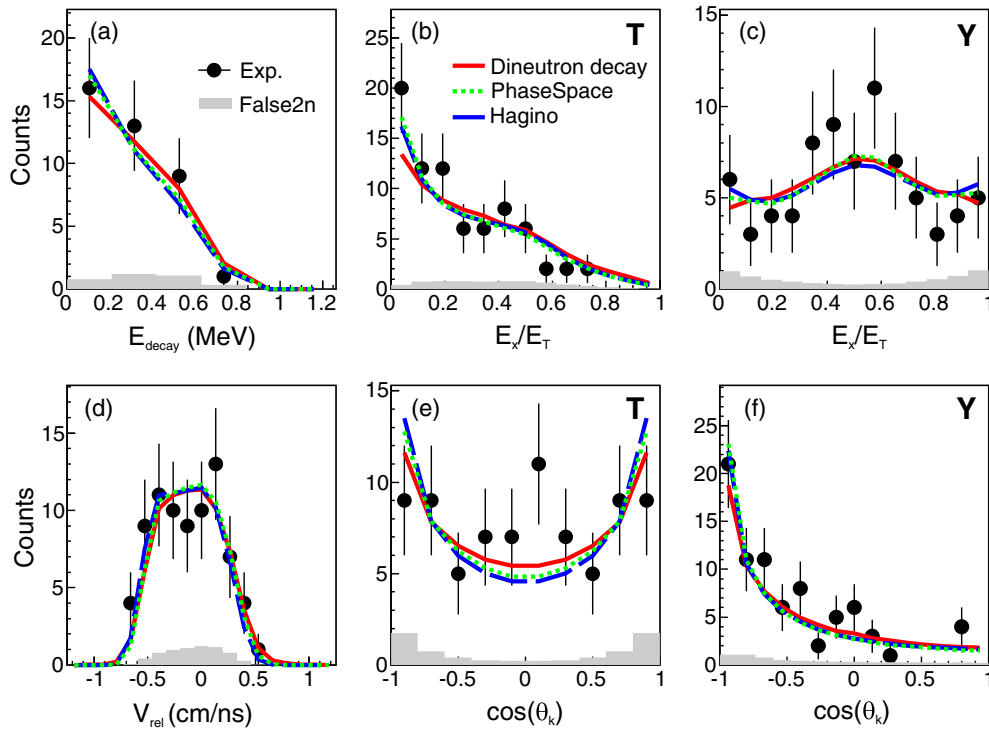 (a)
Exp.
False2n
Counts
20
15
10
5
0
0 0.2 0.4 0.6 0.8 1 1.2
E_decay (MeV)
(b) T
Dineutron decay
PhaseSpace
Hagino
25
20
15
10
5
0
0 0.2 0.4 0.6 0.8 1
E_x/E_T
(c) Y
15
10
5
0
0 0.2 0.4 0.6 0.8 1
E_x/E_T
(d)
Counts
15
10
5
0
-1 -0.5 0 0.5 1
V_rel (cm/ns)
(e) T
15
10
5
0
-1 -0.5 0 0.5 1
cos(θ_k)
(f) Y
25
20
15
10
5
0
-1 -0.5 0 0.5 1
cos(θ_k)